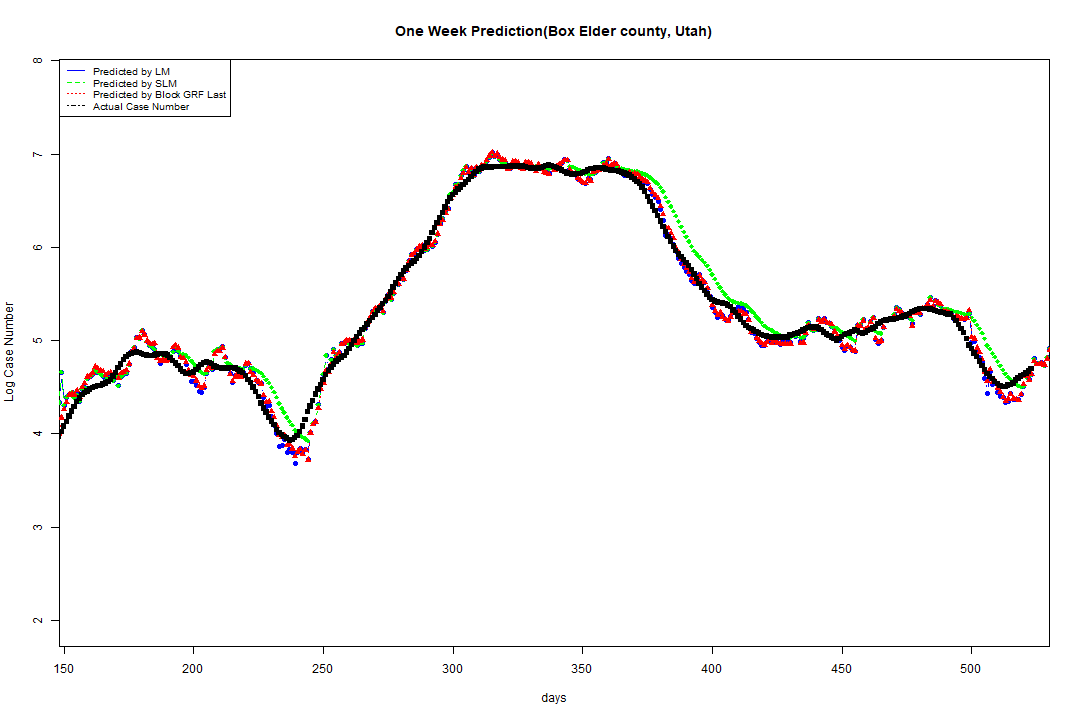 One Week Prediction(Box Elder county, Utah)
Predicted by LM
Predicted by SLM
Predicted by Block GRF Last
Actual Case Number
8
7
6
5
4
3
2
Log Case Number
150 200 250 300 350 400 450 500
days